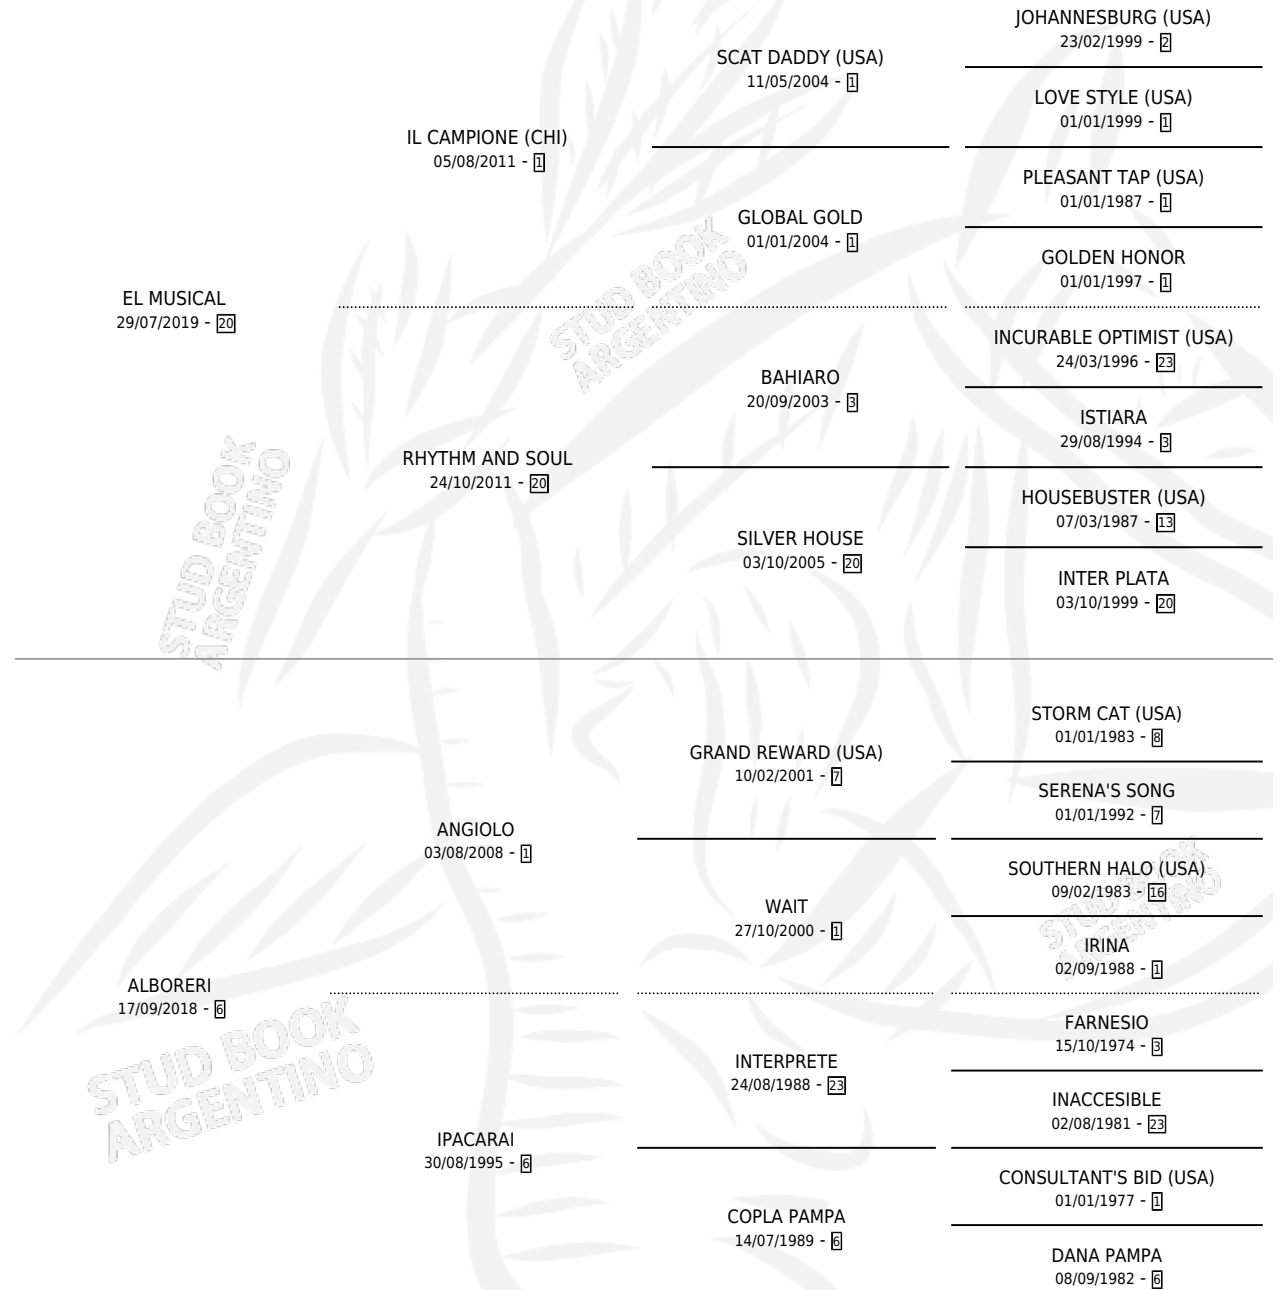 JOHANNESBURG (USA)
23/02/1999 - 2
SCAT DADDY (USA)
11/05/2004 - 1
LOVE STYLE (USA)
01/01/1999 - 1
IL CAMPIONE (CHI)
05/08/2011 - 1
PLEASANT TAP (USA)
01/01/1987 - 1
GLOBAL GOLD
01/01/2004 - 1
GOLDEN HONOR
01/01/1997 - 1
EL MUSICAL
29/07/2019 - 20
INCURABLE OPTIMIST (USA)
24/03/1996 - 23
BAHIARO
20/09/2003 - 3
ISTIARA
29/08/1994 - 3
RHYTHM AND SOUL
24/10/2011 - 20
HOUSEBUSTER (USA)
07/03/1987 - 13
SILVER HOUSE
03/10/2005 - 20
INTER PLATA
03/10/1999 - 20
STORM CAT (USA)
01/01/1983 - 8
GRAND REWARD (USA)
10/02/2001 - 7
SERENA'S SONG
01/01/1992 - 7
ANGIOLO
03/08/2008 - 1
SOUTHERN HALO (USA)
09/02/1983 - 16
WAIT
27/10/2000 - 1
IRINA
02/09/1988 - 1
ALBORERI
17/09/2018 - 6
FARNESIO
15/10/1974 - 3
INTERPRETE
24/08/1988 - 23
INACCESIBLE
02/08/1981 - 23
IPACARAI
30/08/1995 - 6
CONSULTANT'S BID (USA)
01/01/1977 - 1
COPLA PAMPA
14/07/1989 - 6
DANA PAMPA
08/09/1982 - 6
STUD BOOK
ARGENTINO
STUD BOOK
ARGENTINO
STUD BOOK
ARGENTINO
STUD BOOK
ARGENTINO